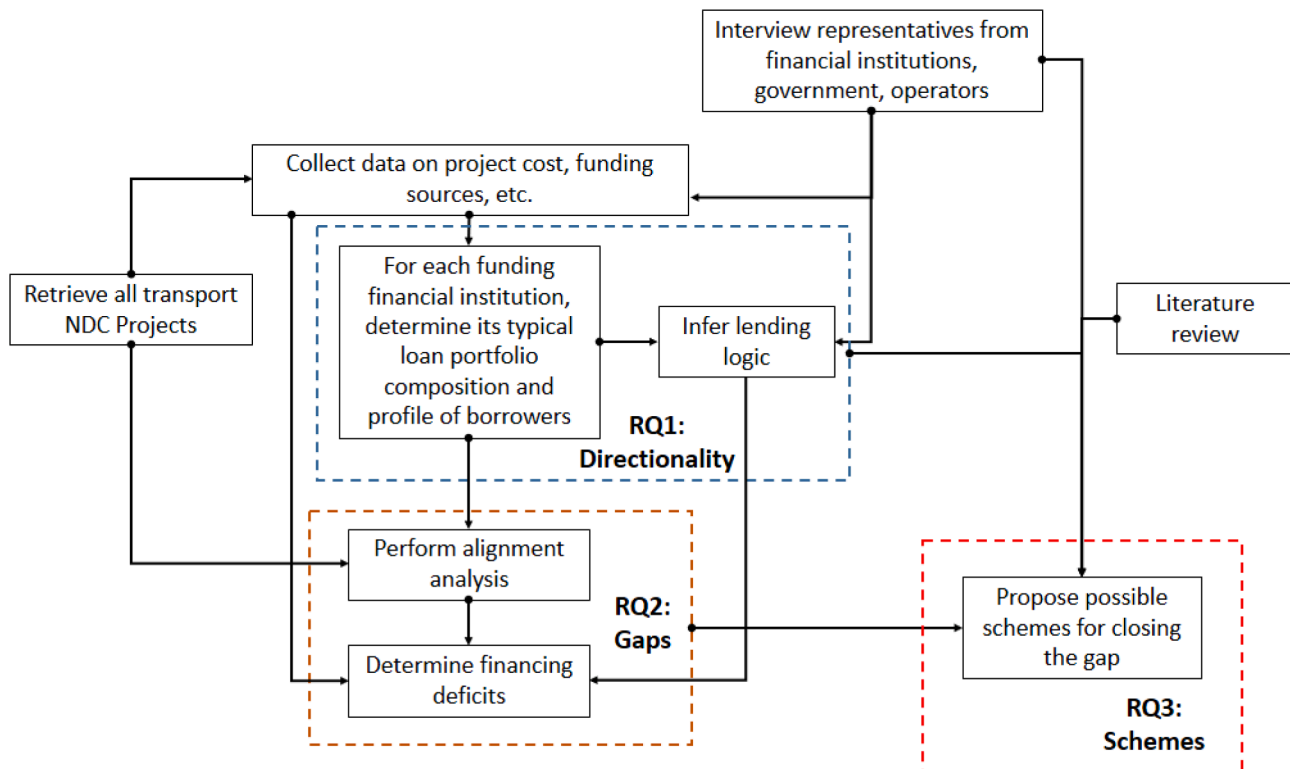 Interview representatives from
financial institutions,
government, operators
Collect data on project cost, funding
sources, etc.
For each funding
financial institution,
determine its typical
loan portfolio
composition and
profile of borrowers
Retrieve all transport
NDC Projects
Infer lending
logic
Literature
review
RQ1:
Directionality
Perform alignment
analysis
RQ2:
Gaps
Determine financing
deficits
Propose possible
schemes for closing
the gap
RQ3:
Schemes